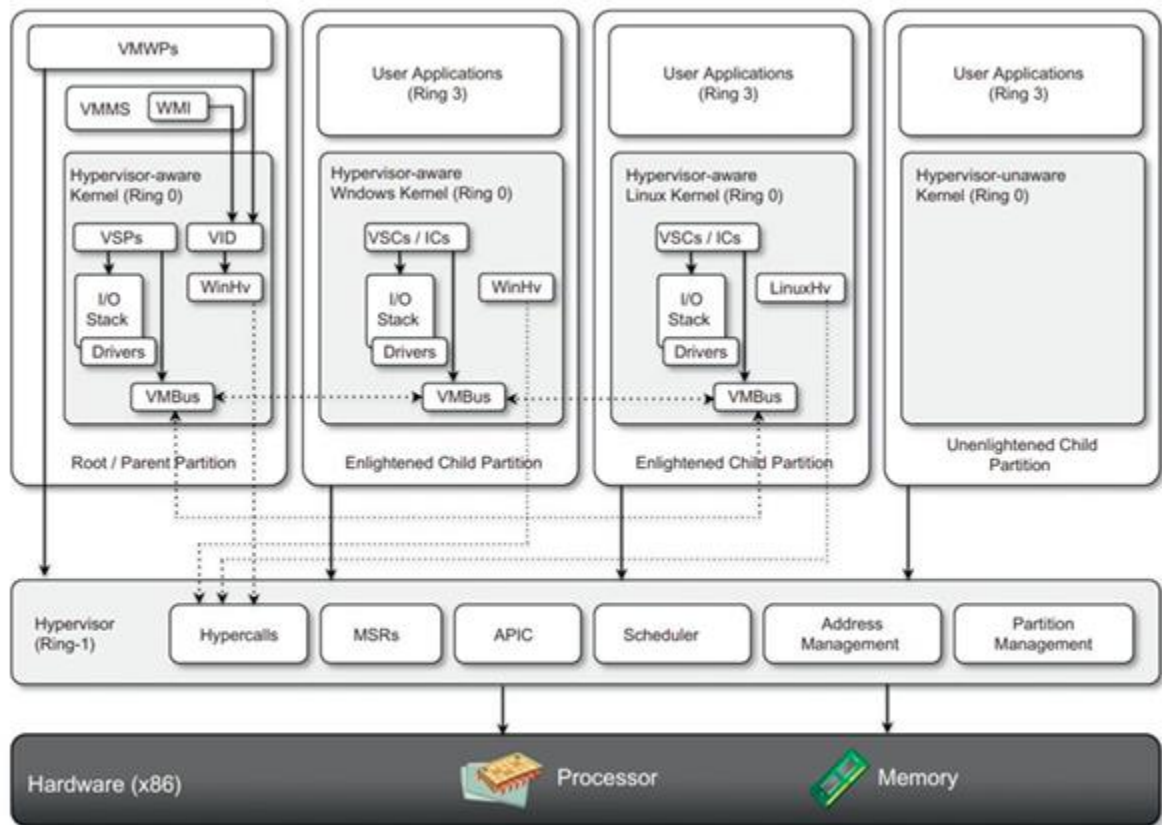 VMWPs
VMMS
WMI
Hypervisor-aware
Kernel (Ring 0)
VSPs
VID
WinHv
I/O
Stack
Drivers
VMBus
Root / Parent Partition
User Applications
(Ring 3)
Hypervisor-aware
Wndows Kernel (Ring 0)
VSCs / ICs
WinHv
I/O
Stack
Drivers
VMBus
Enlightened Child Partition
User Applications
(Ring 3)
Hypervisor-aware
Linux Kernel (Ring 0)
VSCs / ICs
LinuxHv
I/O
Stack
Drivers
VMBus
Enlightened Child Partition
User Applications
(Ring 3)
Hypervisor-unaware
Kernel (Ring 0)
Unenlightened Child
Partition
Hypervisor
(Ring-1)
Hypercalls
MSRs
APIC
Scheduler
Address
Management
Partition
Management
Hardware (x86)
Processor
Memory